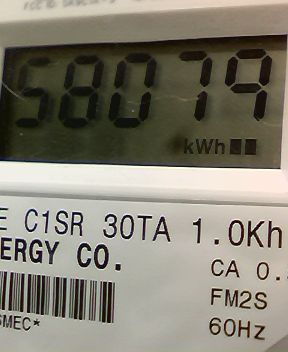 58079
kWh
E C1SR 30TA 1.0Kh
ERGY CO.
CA 0.
FM2S
SMEC*
60Hz